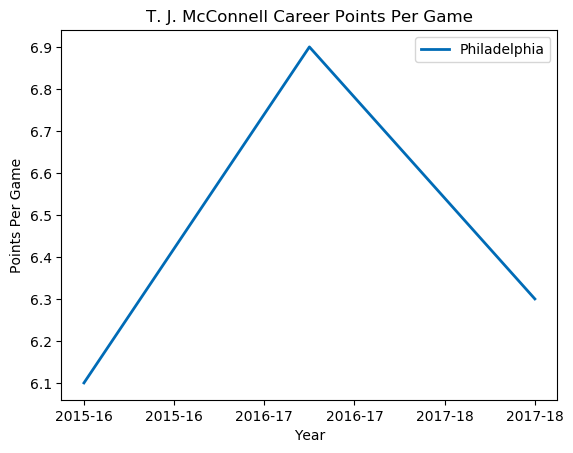 T. J. McConnell Career Points Per Game
Philadelphia
Points Per Game
6.9
6.8
6.7
6.6
6.5
6.4
6.3
6.2
6.1
2015-16 2015-16 2016-17 2016-17 2017-18 2017-18
Year